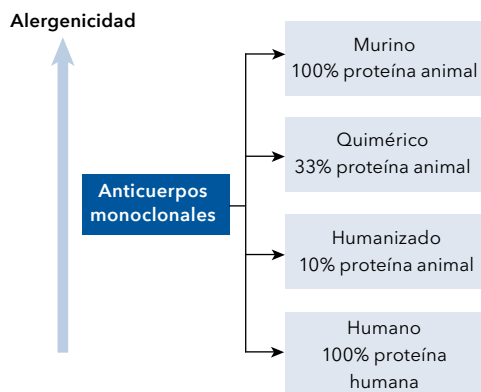 Alergenicidad
Murino
100% proteína animal
Quimérico
33% proteína animal
Anticuerpos
monoclonales
Humanizado
10% proteína animal
Humano
100% proteína
humana